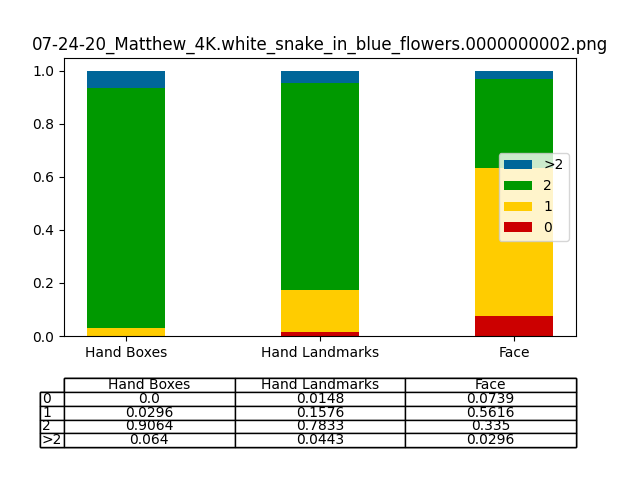 07-24-20_Matthew_4K.white_snake_in_blue_flowers.0000000002.png
1.0
0.8
0.6
0.4
0.2
0.0
>2
2
1
0
Hand Boxes Hand Landmarks Face
Hand Boxes Hand Landmarks Face
0 0.0 0.0148 0.0739
1 0.0296 0.1576 0.5616
2 0.9064 0.7833 0.335
>2 0.064 0.0443 0.0296